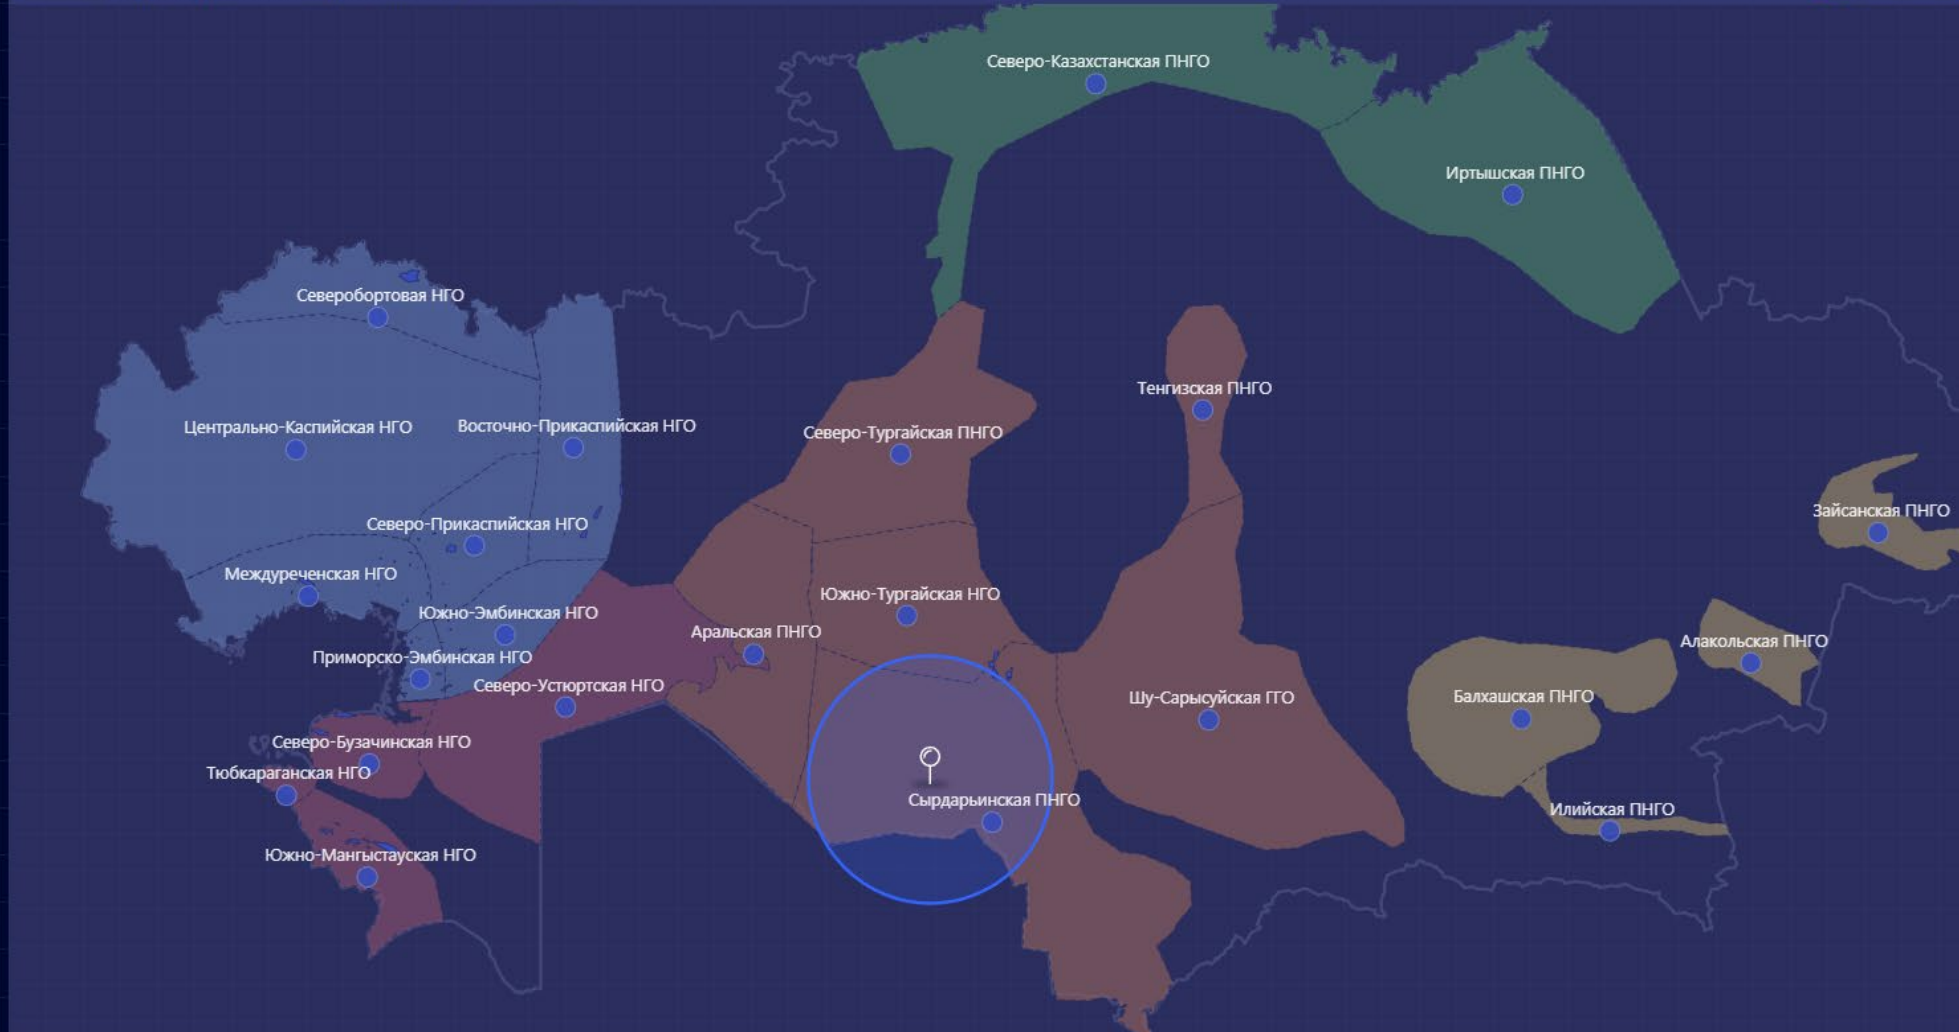 Северо-Казахстанская ПНГО
Иртышская ПНГО
Северобортовая НГО
Тенгизская ПНГО
Центрально-Каспийская НГО
Восточно-Прикаспийская НГО
Северо-Тургайская ПНГО
Зайсанская ПНГО
Северо-Прикаспийская НГО
Междуреченская НГО
Южно-Тургайская НГО
Южно-Эмбинская НГО
Аральская ПНГО
Алакольская ПНГО
Приморско-Эмбинская НГО
Северо-Устюртская НГО
Шу-Сарысуйская ГГО
Балхашская ПНГО
Северо-Бузачинская НГО
Тюбкараганская НГО
Сырдарьинская ПНГО
Илийская ПНГО
Южно-Мангыстауская НГО